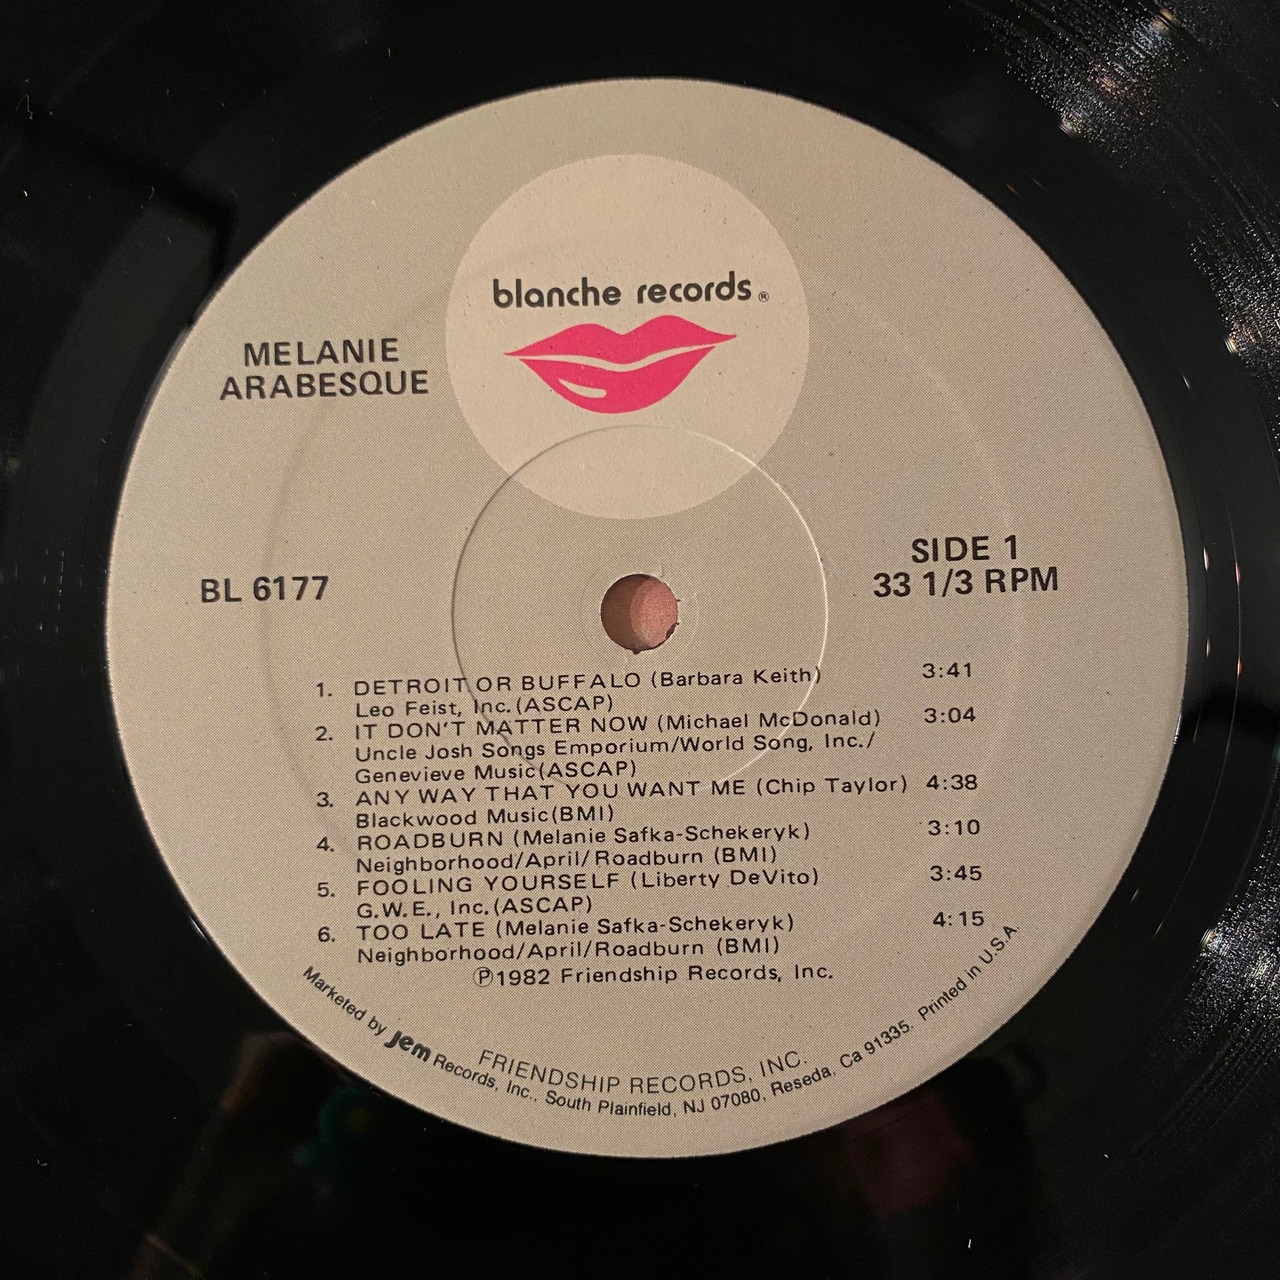 blanche records®
MELANIE
ARABESQUE
SIDE 1
BL 6177
33 1/3 RPM
1. DETROIT OR BUFFALO (Barbara Keith) 3:41
Leo Feist, Inc.(ASCAP)
2. IT DON'T MATTER NOW (Michael McDonald) 3:04
Uncle Josh Songs Emporium/World Song, Inc./
Genevieve Music(ASCAP)
3. ANY WAY THAT YOU WANT ME (Chip Taylor) 4:38
Blackwood Music(BMI)
4. ROADBURN (Melanie Safka-Schekeryk) 3:10
Neighborhood/April/Roadburn (BMI)
5. FOOLING YOURSELF (Liberty DeVito) 3:45
G.W.E., Inc.(ASCAP)
6. TOO LATE (Melanie Safka-Schekeryk) 4:15
Neighborhood/April/Roadburn (BMI)
℗1982 Friendship Records, Inc.
FRIENDSHIP RECORDS, INC.
Marketed by Jem Records, Inc., South Plainfield, NJ 07080, Reseda, Ca 91335. Printed in U.S.A.